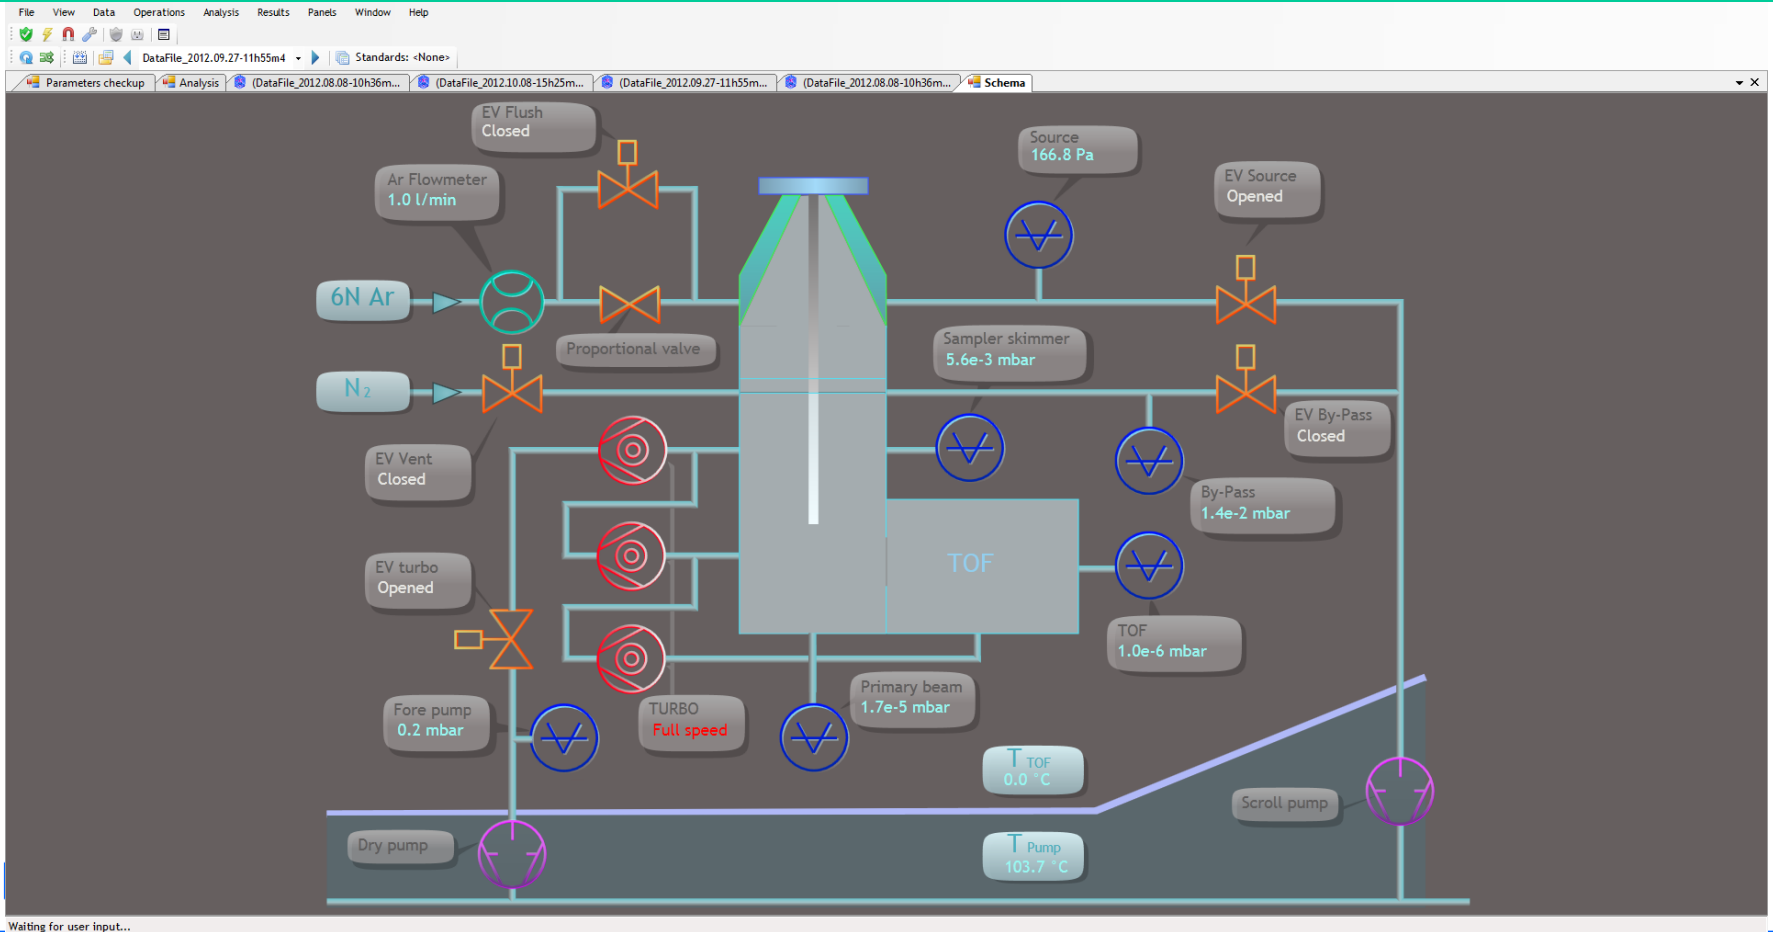 File View Data Operations Analysis Results Panels Window Help
DataFile_2012.09.27-11h55m4 Standards: <None>
Parameters checkup Analysis (DataFile_2012.08.08-10h36m... (DataFile_2012.10.08-15h25m... (DataFile_2012.09.27-11h55m... (DataFile_2012.08.08-10h36m... Schema
EV Flush
Closed
Source
166.8 Pa
Ar Flowmeter
1.0 l/min
EV Source
Opened
6N Ar
Proportional valve
Sampler skimmer
5.6e-3 mbar
N2
EV By-Pass
Closed
EV Vent
Closed
By-Pass
1.4e-2 mbar
EV turbo
Opened
TOF
TOF
1.0e-6 mbar
Primary beam
1.7e-5 mbar
Fore pump
0.2 mbar
TURBO
Full speed
T TOF
0.0 °C
Scroll pump
Dry pump
T Pump
103.7 °C
Waiting for user input...